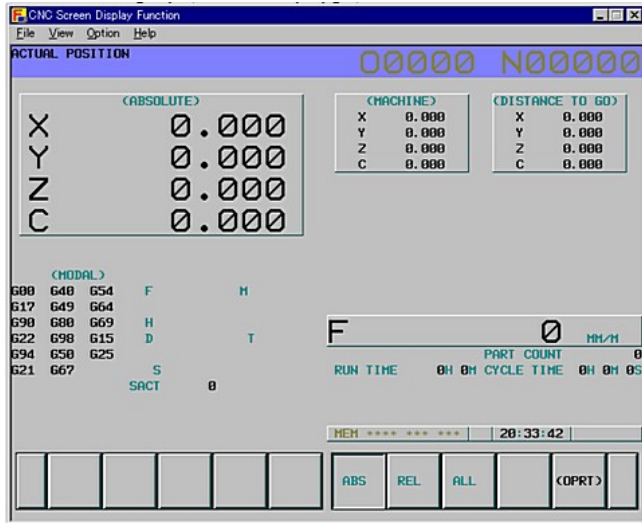 CNC Screen Display Function
File View Option Help
ACTUAL POSITION O0000 N00000
(ABSOLUTE) (MACHINE) (DISTANCE TO GO)
X 0.000 X 0.000 X 0.000
Y 0.000 Y 0.000 Y 0.000
Z 0.000 Z 0.000 Z 0.000
C 0.000 C 0.000 C 0.000
(MODAL)
G00 G40 G54 F M
G17 G49 G64
G90 G80 G69 H
G22 G98 G15 D T
G94 G50 G25
G21 G67 S
SACT 0
F 0 MM/M
PART COUNT 0
RUN TIME 0H 0M CYCLE TIME 0H 0M 0S
MEM **** *** *** 20:33:42
ABS REL ALL (OPRT)